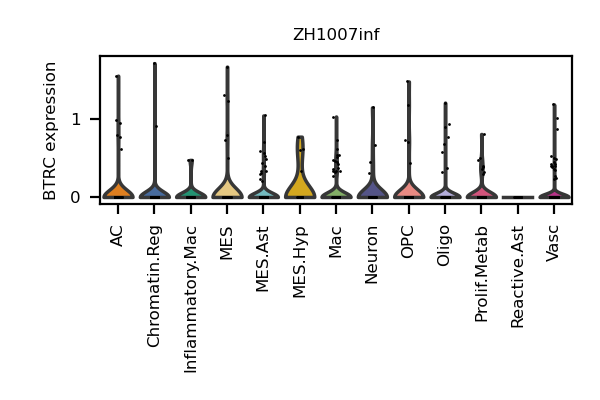 ZH1007inf
BTRC expression
1
0
AC
Chromatin.Reg
Inflammatory.Mac
MES
MES.Ast
MES.Hyp
Mac
Neuron
OPC
Oligo
Prolif.Metab
Reactive.Ast
Vasc